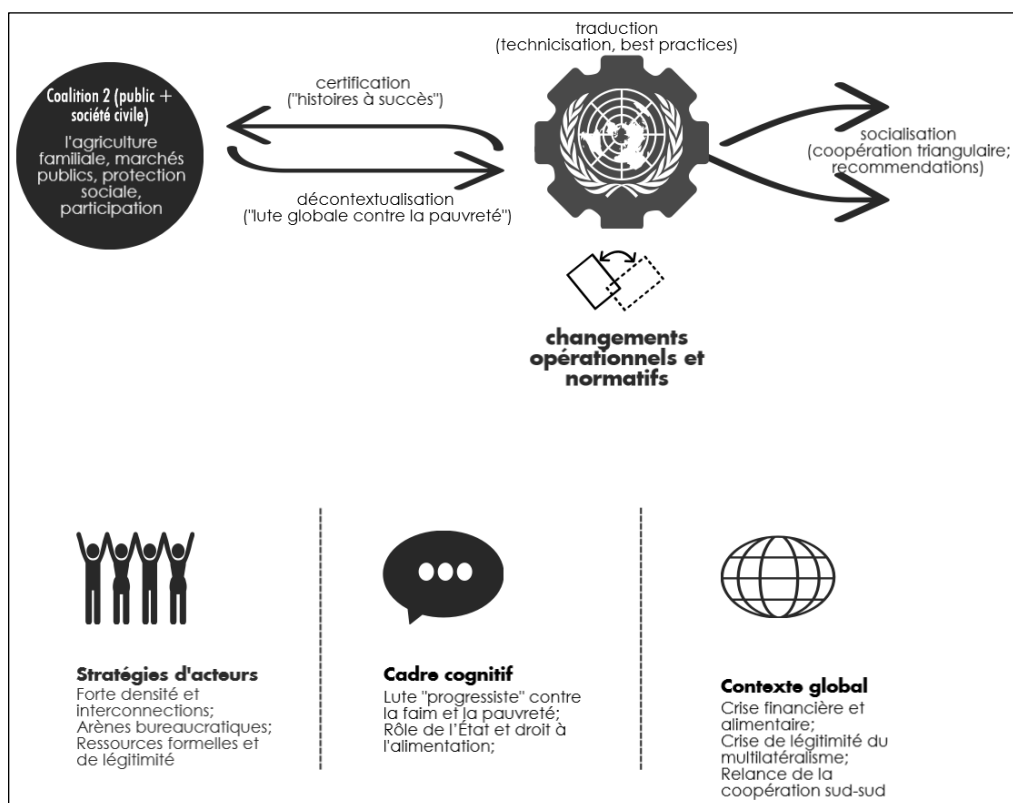 traduction
(technicisation, best practices)
certification
("histoires à succès")
Coalition 2 (public +
société civile)
l'agriculture
familiale, marchés
publics, protection
sociale,
participation
socialisation
(coopération triangulaire;
recommendations)
décontextualisation
("lute globale contre la pauvreté")
changements
opérationnels et
normatifs
Stratégies d'acteurs
Forte densité et
interconnections;
Arènes bureaucratiques;
Ressources formelles et
de légitimité
Cadre cognitif
Lute "progressiste" contre
la faim et la pauvreté;
Rôle de l'État et droit à
l'alimentation;
Contexte global
Crise financière et
alimentaire;
Crise de légitimité du
multilatéralisme;
Relance de la
coopération sud-sud